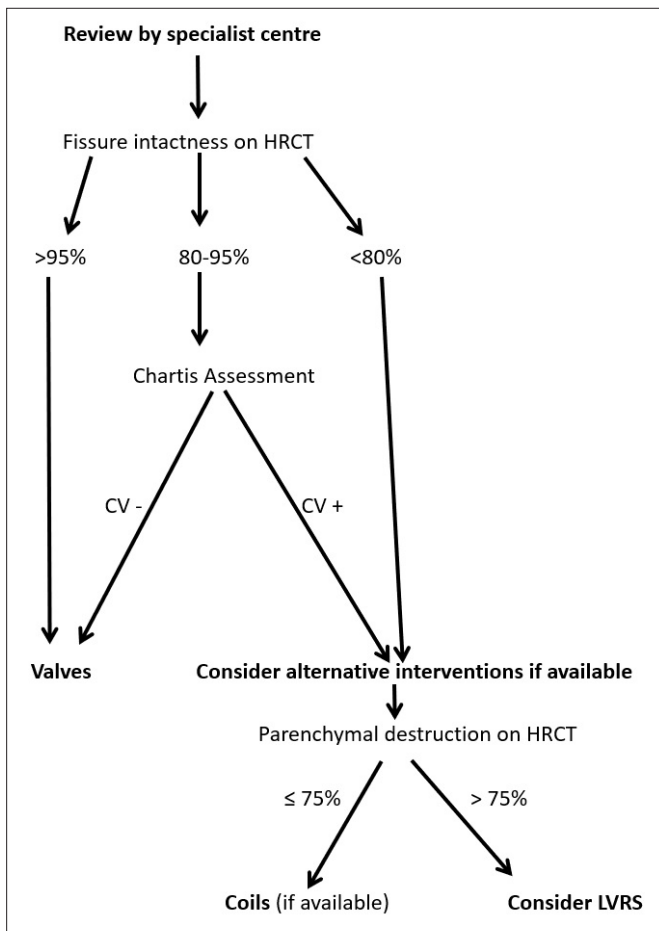 Review by specialist centre
Fissure intactness on HRCT
>95%
80-95%
<80%
Chartis Assessment
CV -
CV +
Valves
Consider alternative interventions if available
Parenchymal destruction on HRCT
≤ 75%
> 75%
Coils (if available)
Consider LVRS